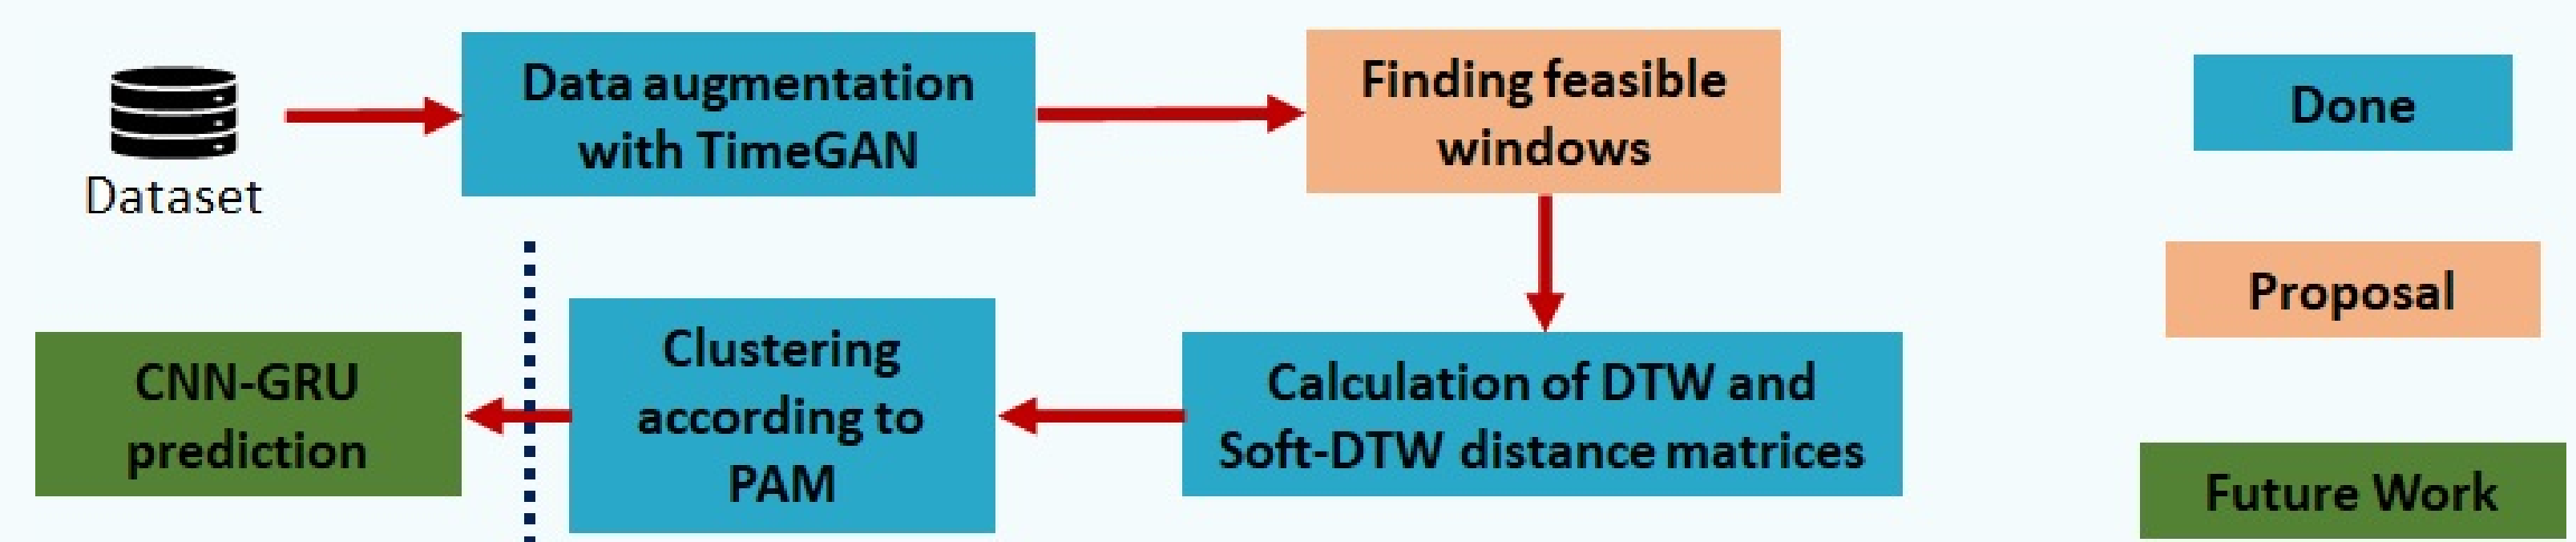 Dataset
Data augmentation
with TimeGAN
Finding feasible
windows
Calculation of DTW and
Soft-DTW distance matrices
Clustering
according to
PAM
CNN-GRU
prediction
Done
Proposal
Future Work